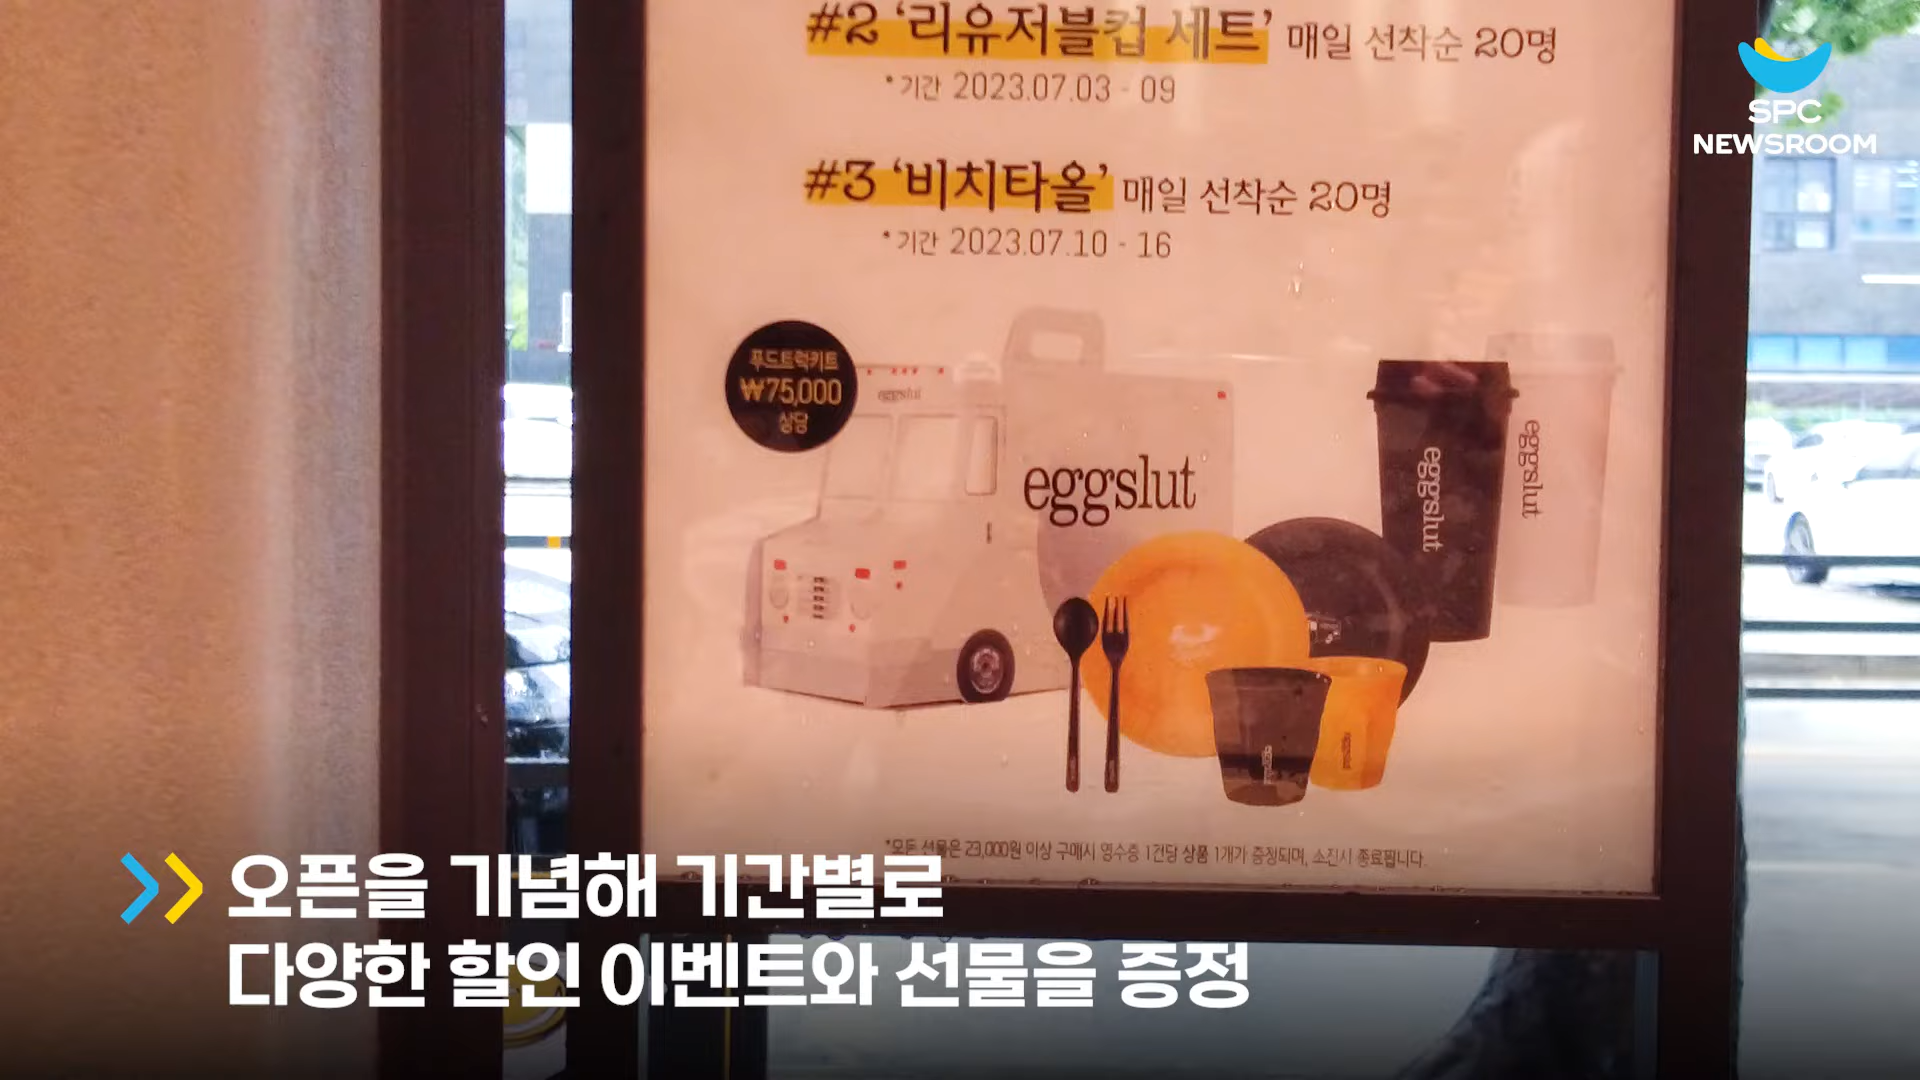 #2 ‘리유저블컵 세트’ 매일 선착순 20명
*기간 2023.07.03 - 09
SPC
NEWSROOM
#3 ‘비치타올’ 매일 선착순 20명
*기간 2023.07.10 - 16
푸드트럭키트
₩75,000
상당
eggslut
eggslut
eggslut
eggslut
eggslut
eggslut
*모든 선물은 23,000원 이상 구매시 영수증 1건당 상품 1개가 증정되며, 소진시 종료됩니다.
오픈을 기념해 기간별로
다양한 할인 이벤트와 선물을 증정